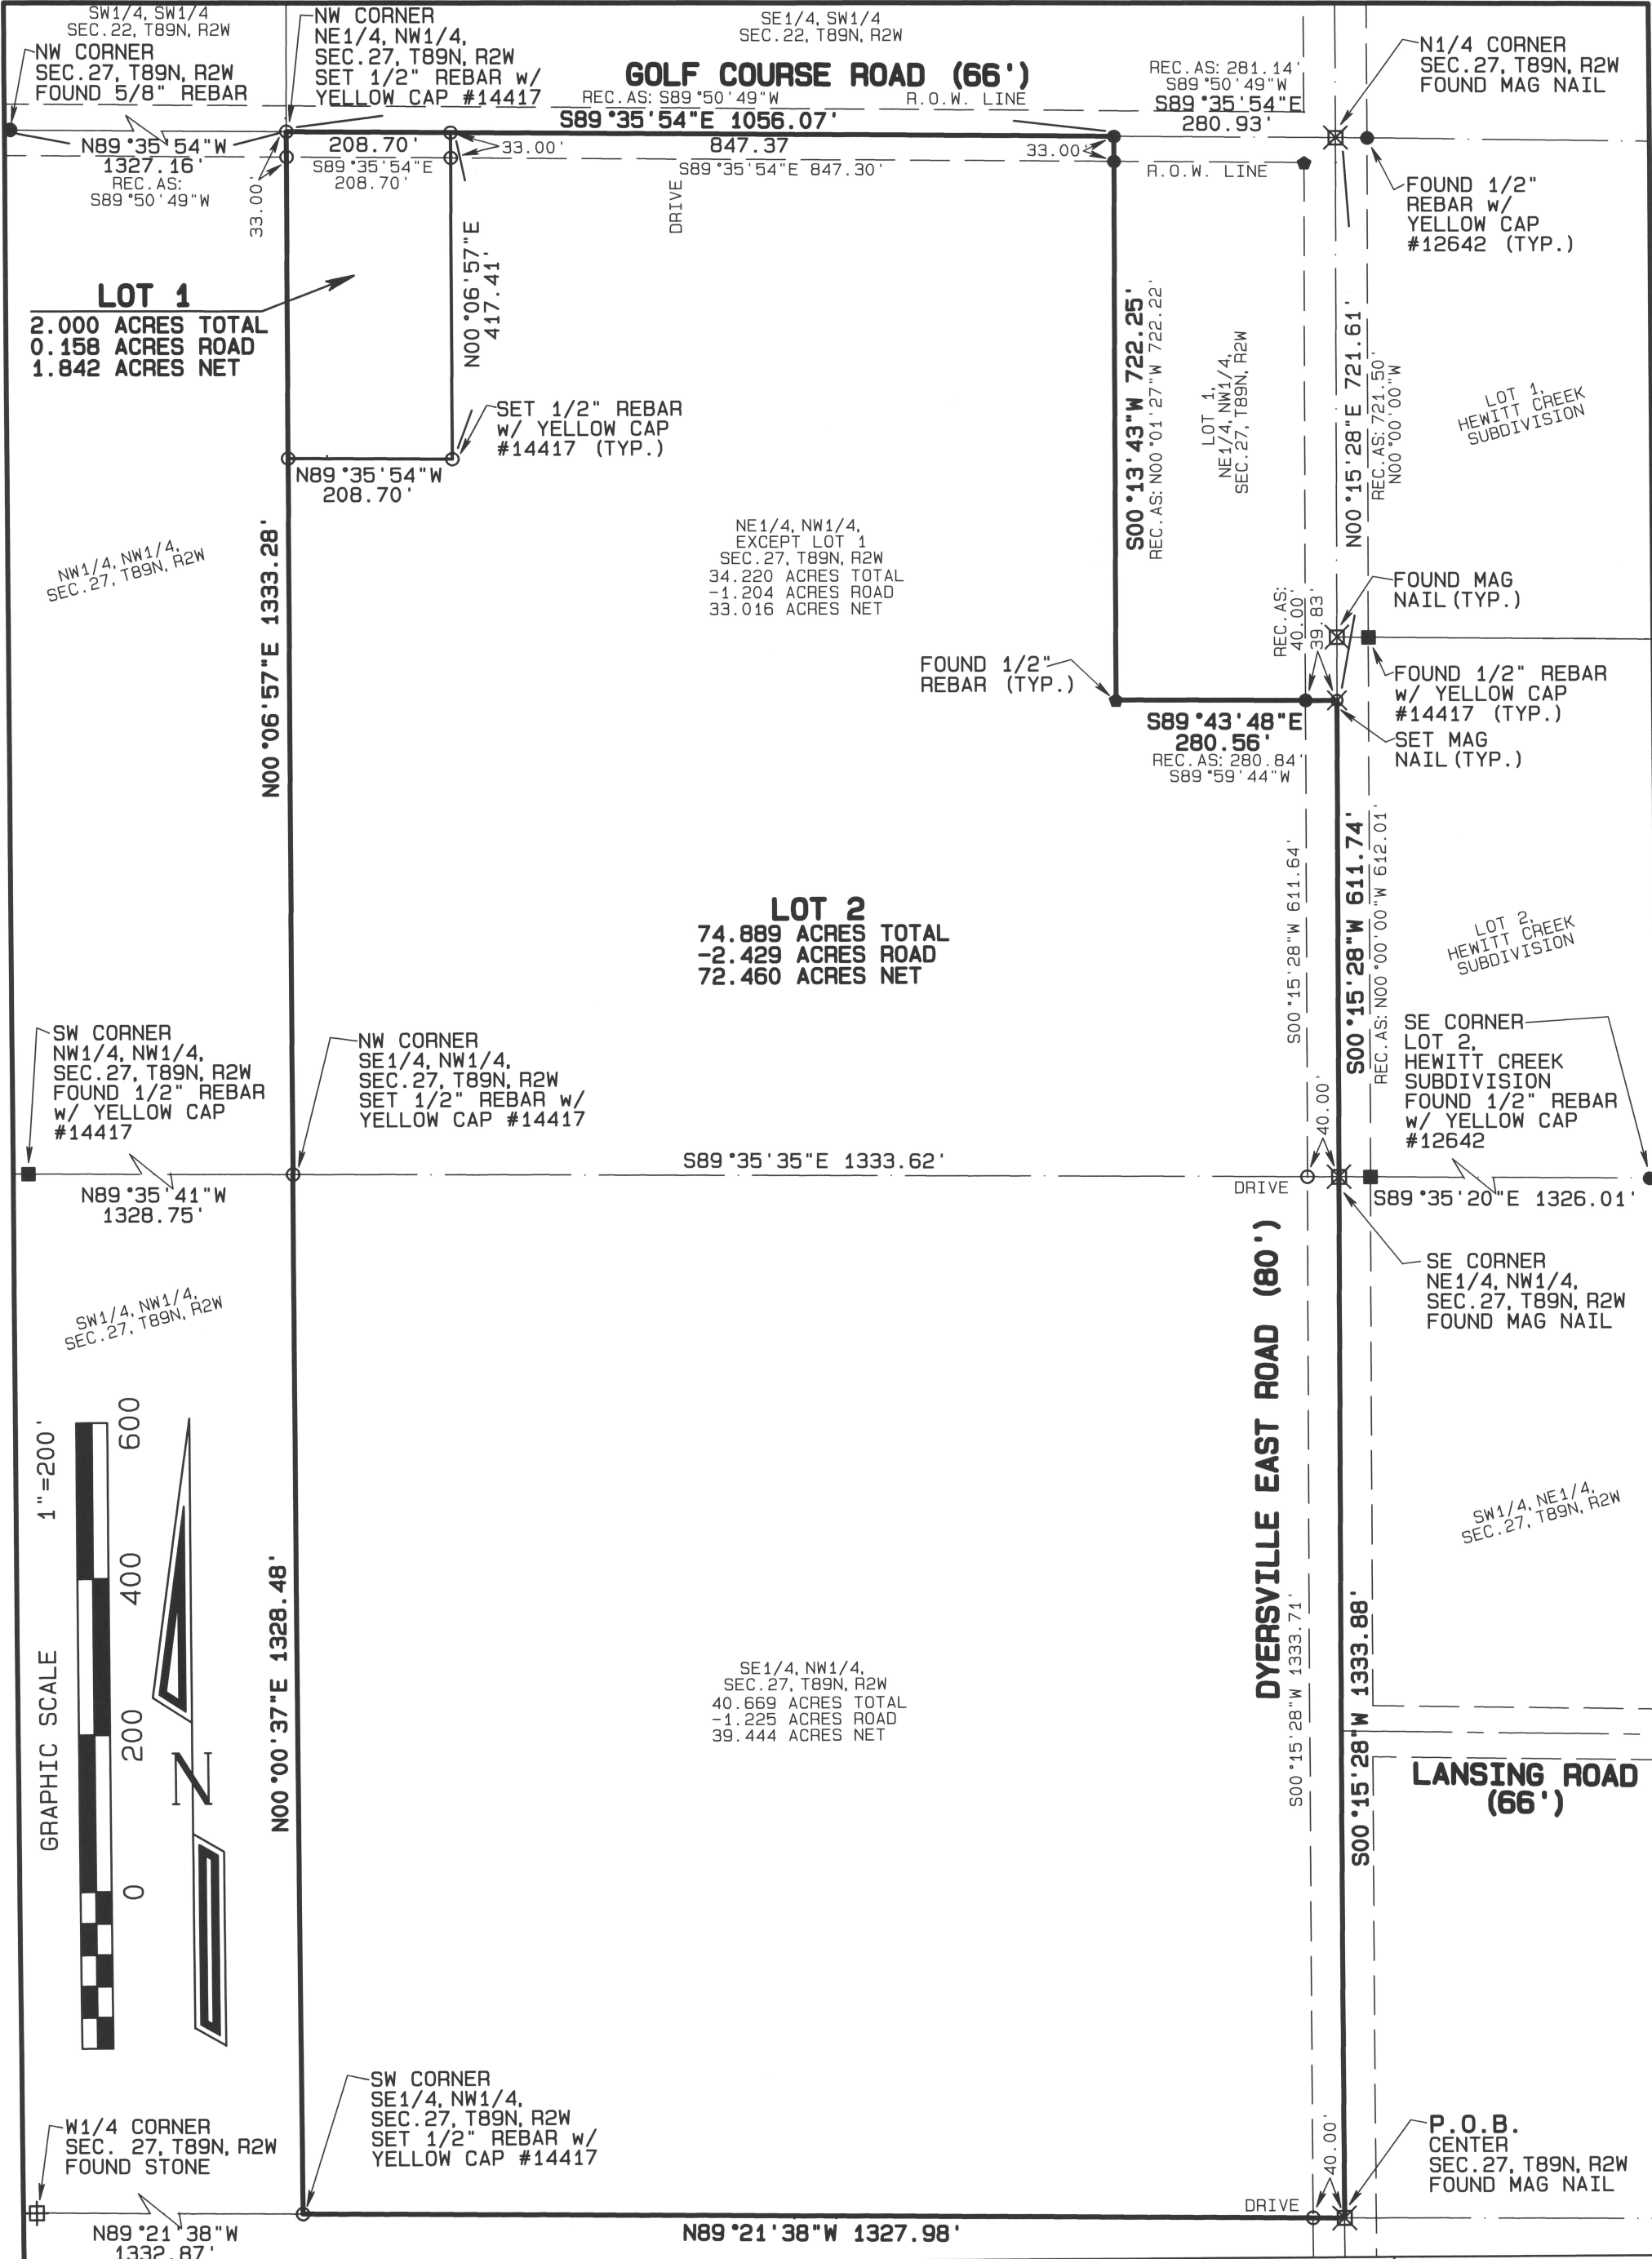 SW1/4, SW1/4
SEC.22, T89N, R2W
NW CORNER
SEC.27, T89N, R2W
FOUND 5/8" REBAR
NW CORNER
NE1/4, NW1/4,
SEC.27, T89N, R2W
SET 1/2" REBAR w/
YELLOW CAP #14417
SE1/4, SW1/4
SEC.22, T89N, R2W
GOLF COURSE ROAD (66')
REC.AS: S89°50'49"W
R.O.W. LINE
S89°35'54"E 1056.07'
REC.AS: 281.14'
S89°50'49"W
S89°35'54"E
280.93'
N1/4 CORNER
SEC.27, T89N, R2W
FOUND MAG NAIL
N89°35'54"W
1327.16'
REC.AS:
S89°50'49"W
208.70'
S89°35'54"E
208.70'
33.00'
33.00'
847.37
S89°35'54"E 847.30'
33.00'
R.O.W. LINE
DRIVE
FOUND 1/2"
REBAR w/
YELLOW CAP
#12642 (TYP.)
N00°06'57"E
417.41'
LOT 1
2.000 ACRES TOTAL
0.158 ACRES ROAD
1.842 ACRES NET
SET 1/2" REBAR
w/ YELLOW CAP
#14417 (TYP.)
N89°35'54"W
208.70'
S00°13'43"W 722.25'
REC.AS: N00°01'27"W 722.22'
LOT 1,
NE1/4, NW1/4,
SEC.27, T89N, R2W
N00°15'28"E 721.61'
REC.AS: 721.50'
N00°00'00"W
LOT 1,
HEWITT CREEK
SUBDIVISION
NW1/4, NW1/4,
SEC.27, T89N, R2W
N00°06'57"E 1333.28'
NE1/4, NW1/4,
EXCEPT LOT 1
SEC.27, T89N, R2W
34.220 ACRES TOTAL
-1.204 ACRES ROAD
33.016 ACRES NET
REC.AS:
40.00'
39.83'
FOUND MAG
NAIL (TYP.)
FOUND 1/2"
REBAR (TYP.)
FOUND 1/2" REBAR
w/ YELLOW CAP
#14417 (TYP.)
SET MAG
NAIL (TYP.)
S89°43'48"E
280.56'
REC.AS: 280.84'
S89°59'44"W
LOT 2
74.889 ACRES TOTAL
-2.429 ACRES ROAD
72.460 ACRES NET
S00°15'28"W 611.64'
S00°15'28"W 611.74'
REC.AS: N00°00'00"W 612.01'
LOT 2,
HEWITT CREEK
SUBDIVISION
SW CORNER
NW1/4, NW1/4,
SEC.27, T89N, R2W
FOUND 1/2" REBAR
w/ YELLOW CAP
#14417
NW CORNER
SE1/4, NW1/4,
SEC.27, T89N, R2W
SET 1/2" REBAR w/
YELLOW CAP #14417
SE CORNER
LOT 2,
HEWITT CREEK
SUBDIVISION
FOUND 1/2" REBAR
w/ YELLOW CAP
#12642
40.00'
N89°35'41"W
1328.75'
S89°35'35"E 1333.62'
DRIVE
S89°35'20"E 1326.01'
SE CORNER
NE1/4, NW1/4,
SEC.27, T89N, R2W
FOUND MAG NAIL
SW1/4, NW1/4,
SEC.27, T89N, R2W
DYERSVILLE EAST ROAD (80')
GRAPHIC SCALE 1"=200'
0 200 400 600
N
N00°00'37"E 1328.48'
SE1/4, NW1/4,
SEC.27, T89N, R2W
40.669 ACRES TOTAL
-1.225 ACRES ROAD
39.444 ACRES NET
S00°15'28"W 1333.71'
S00°15'28"W 1333.88'
SW1/4, NE1/4,
SEC.27, T89N, R2W
LANSING ROAD
(66')
W1/4 CORNER
SEC. 27, T89N, R2W
FOUND STONE
SW CORNER
SE1/4, NW1/4,
SEC.27, T89N, R2W
SET 1/2" REBAR w/
YELLOW CAP #14417
P.O.B.
CENTER
SEC.27, T89N, R2W
FOUND MAG NAIL
40.00'
DRIVE
N89°21'38"W
1332.87'
N89°21'38"W 1327.98'